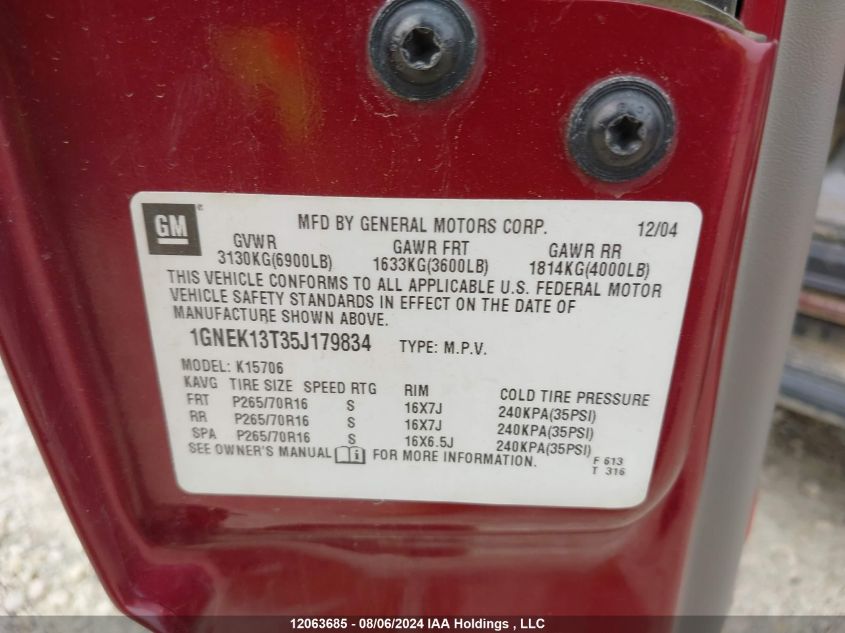 GM ® MFD BY GENERAL MOTORS CORP. 12/04
GVWR GAWR FRT GAWR RR
3130KG(6900LB) 1633KG(3600LB) 1814KG(4000LB)
THIS VEHICLE CONFORMS TO ALL APPLICABLE U.S. FEDERAL MOTOR
VEHICLE SAFETY STANDARDS IN EFFECT ON THE DATE OF
MANUFACTURE SHOWN ABOVE.
1GNEK13T35J179834 TYPE: M.P.V.
MODEL: K15706
KAVG TIRE SIZE SPEED RTG RIM COLD TIRE PRESSURE
FRT P265/70R16 S 16X7J 240KPA(35PSI)
RR P265/70R16 S 16X7J 240KPA(35PSI)
SPA P265/70R16 S 16X6.5J 240KPA(35PSI)
SEE OWNER'S MANUAL i FOR MORE INFORMATION. F 613
T 316
12063685 - 08/06/2024 IAA Holdings , LLC